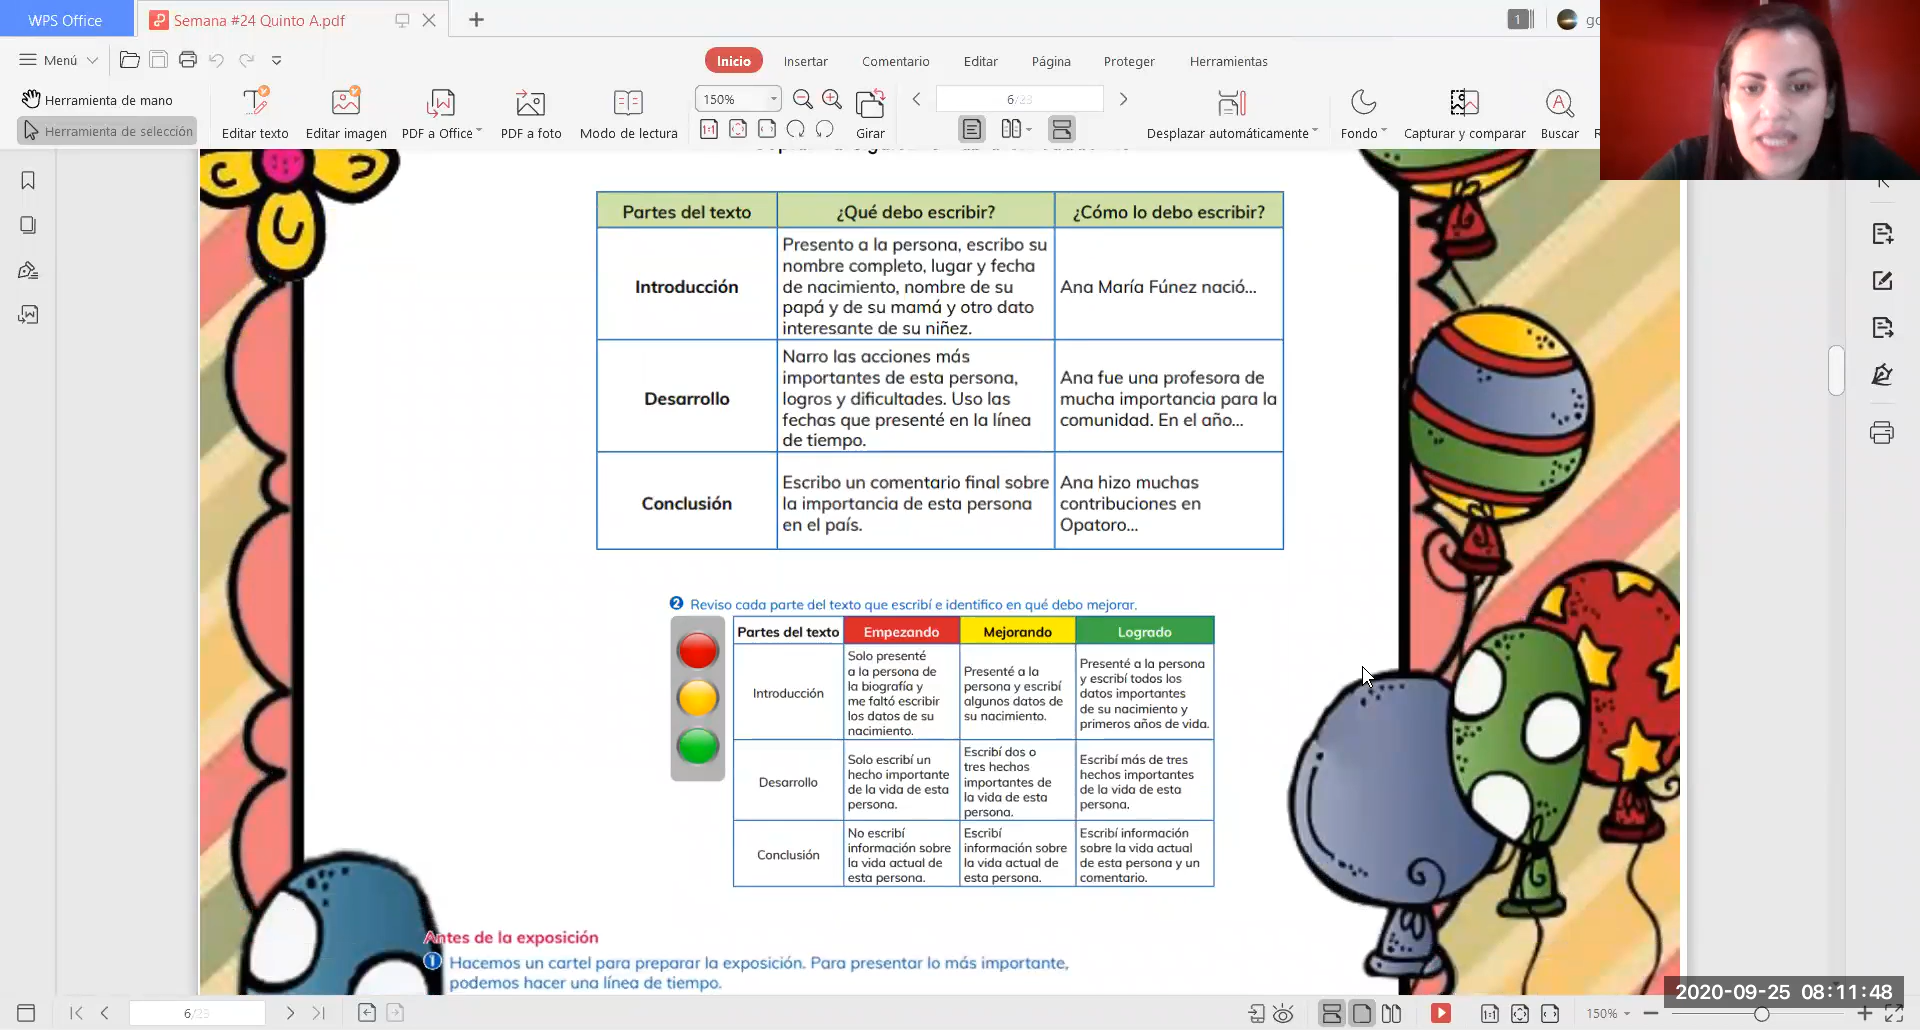 WPS Office
Semana #24 Quinto A.pdf
1
Menú
Inicio
Insertar
Comentario
Editar
Página
Proteger
Herramientas
Herramienta de mano
Herramienta de selección
Editar texto
Editar imagen
PDF a Office
PDF a foto
Modo de lectura
150%
Girar
6/23
Desplazar automáticamente
Fondo
Capturar y comparar
Buscar
Partes del texto
¿Qué debo escribir?
¿Cómo lo debo escribir?
Introducción
Presento a la persona, escribo su
nombre completo, lugar y fecha
de nacimiento, nombre de su
papá y de su mamá y otro dato
interesante de su niñez.
Ana María Fúnez nació...
Desarrollo
Narro las acciones más
importantes de esta persona,
logros y dificultades. Uso las
fechas que presenté en la línea
de tiempo.
Ana fue una profesora de
mucha importancia para la
comunidad. En el año...
Conclusión
Escribo un comentario final sobre
la importancia de esta persona
en el país.
Ana hizo muchas
contribuciones en
Opatoro...
2 Reviso cada parte del texto que escribí e identifico en qué debo mejorar.
Partes del texto
Empezando
Mejorando
Logrado
Introducción
Solo presenté
a la persona de
la biografía y
me faltó escribir
los datos de su
nacimiento.
Presenté a la
persona y escribí
algunos datos de
su nacimiento.
Presenté a la persona
y escribí todos los
datos importantes
de su nacimiento y
primeros años de vida.
Desarrollo
Solo escribí un
hecho importante
de la vida de esta
persona.
Escribí dos o
tres hechos
importantes de
la vida de esta
persona.
Escribí más de tres
hechos importantes
de la vida de esta
persona.
Conclusión
No escribí
información sobre
la vida actual de
esta persona.
Escribí
información sobre
la vida actual de
esta persona.
Escribí información
sobre la vida actual
de esta persona y un
comentario.
Antes de la exposición
1 Hacemos un cartel para preparar la exposición. Para presentar lo más importante,
podemos hacer una línea de tiempo.
2020-09-25 08:11:48
6/23
150%